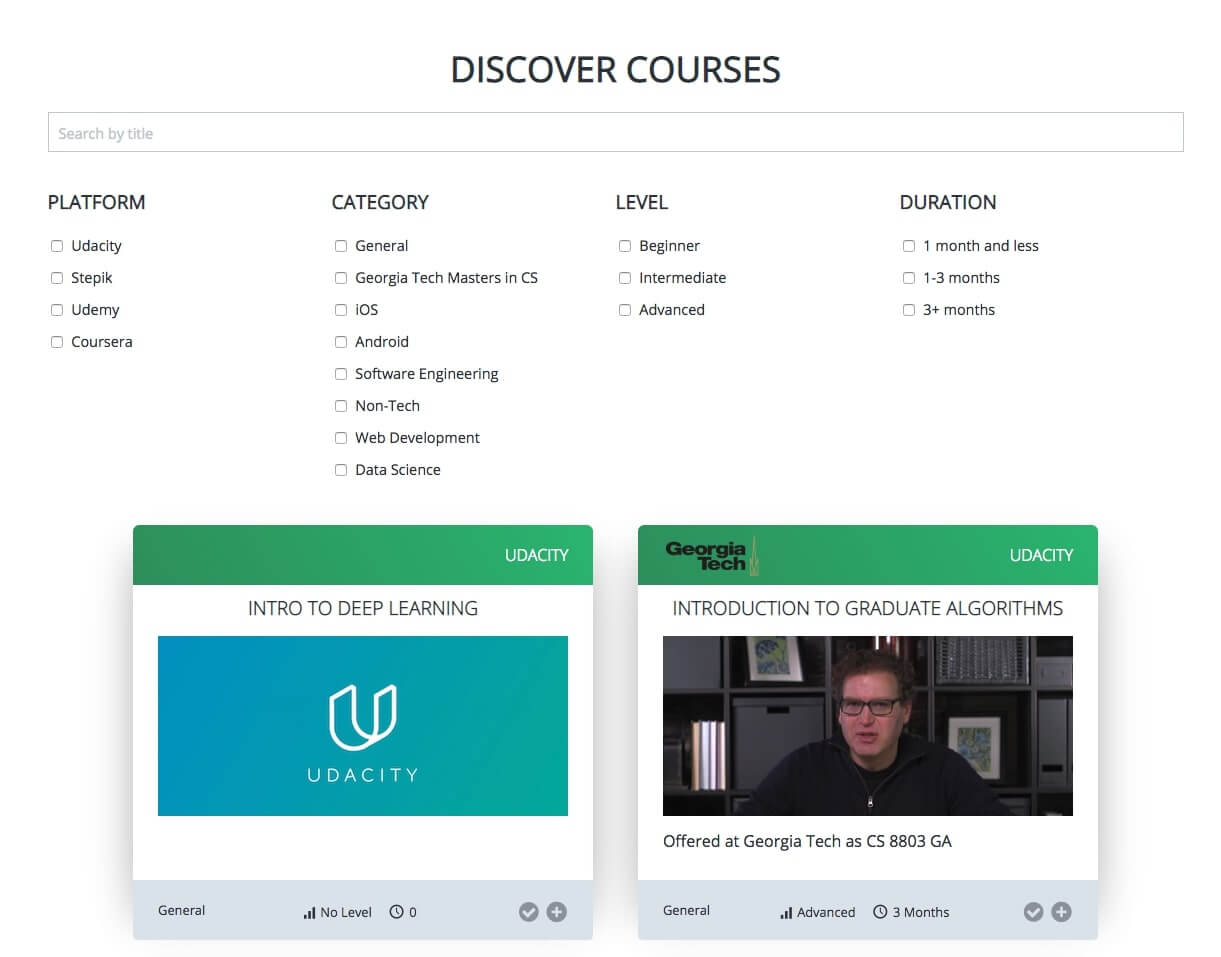 DISCOVER COURSES
Search by title
PLATFORM
Udacity
Stepik
Udemy
Coursera
CATEGORY
General
Georgia Tech Masters in CS
iOS
Android
Software Engineering
Non-Tech
Web Development
Data Science
LEVEL
Beginner
Intermediate
Advanced
DURATION
1 month and less
1-3 months
3+ months
UDACITY
INTRO TO DEEP LEARNING
UDACITY
General
No Level
0
Georgia
Tech
UDACITY
INTRODUCTION TO GRADUATE ALGORITHMS
Offered at Georgia Tech as CS 8803 GA
General
Advanced
3 Months